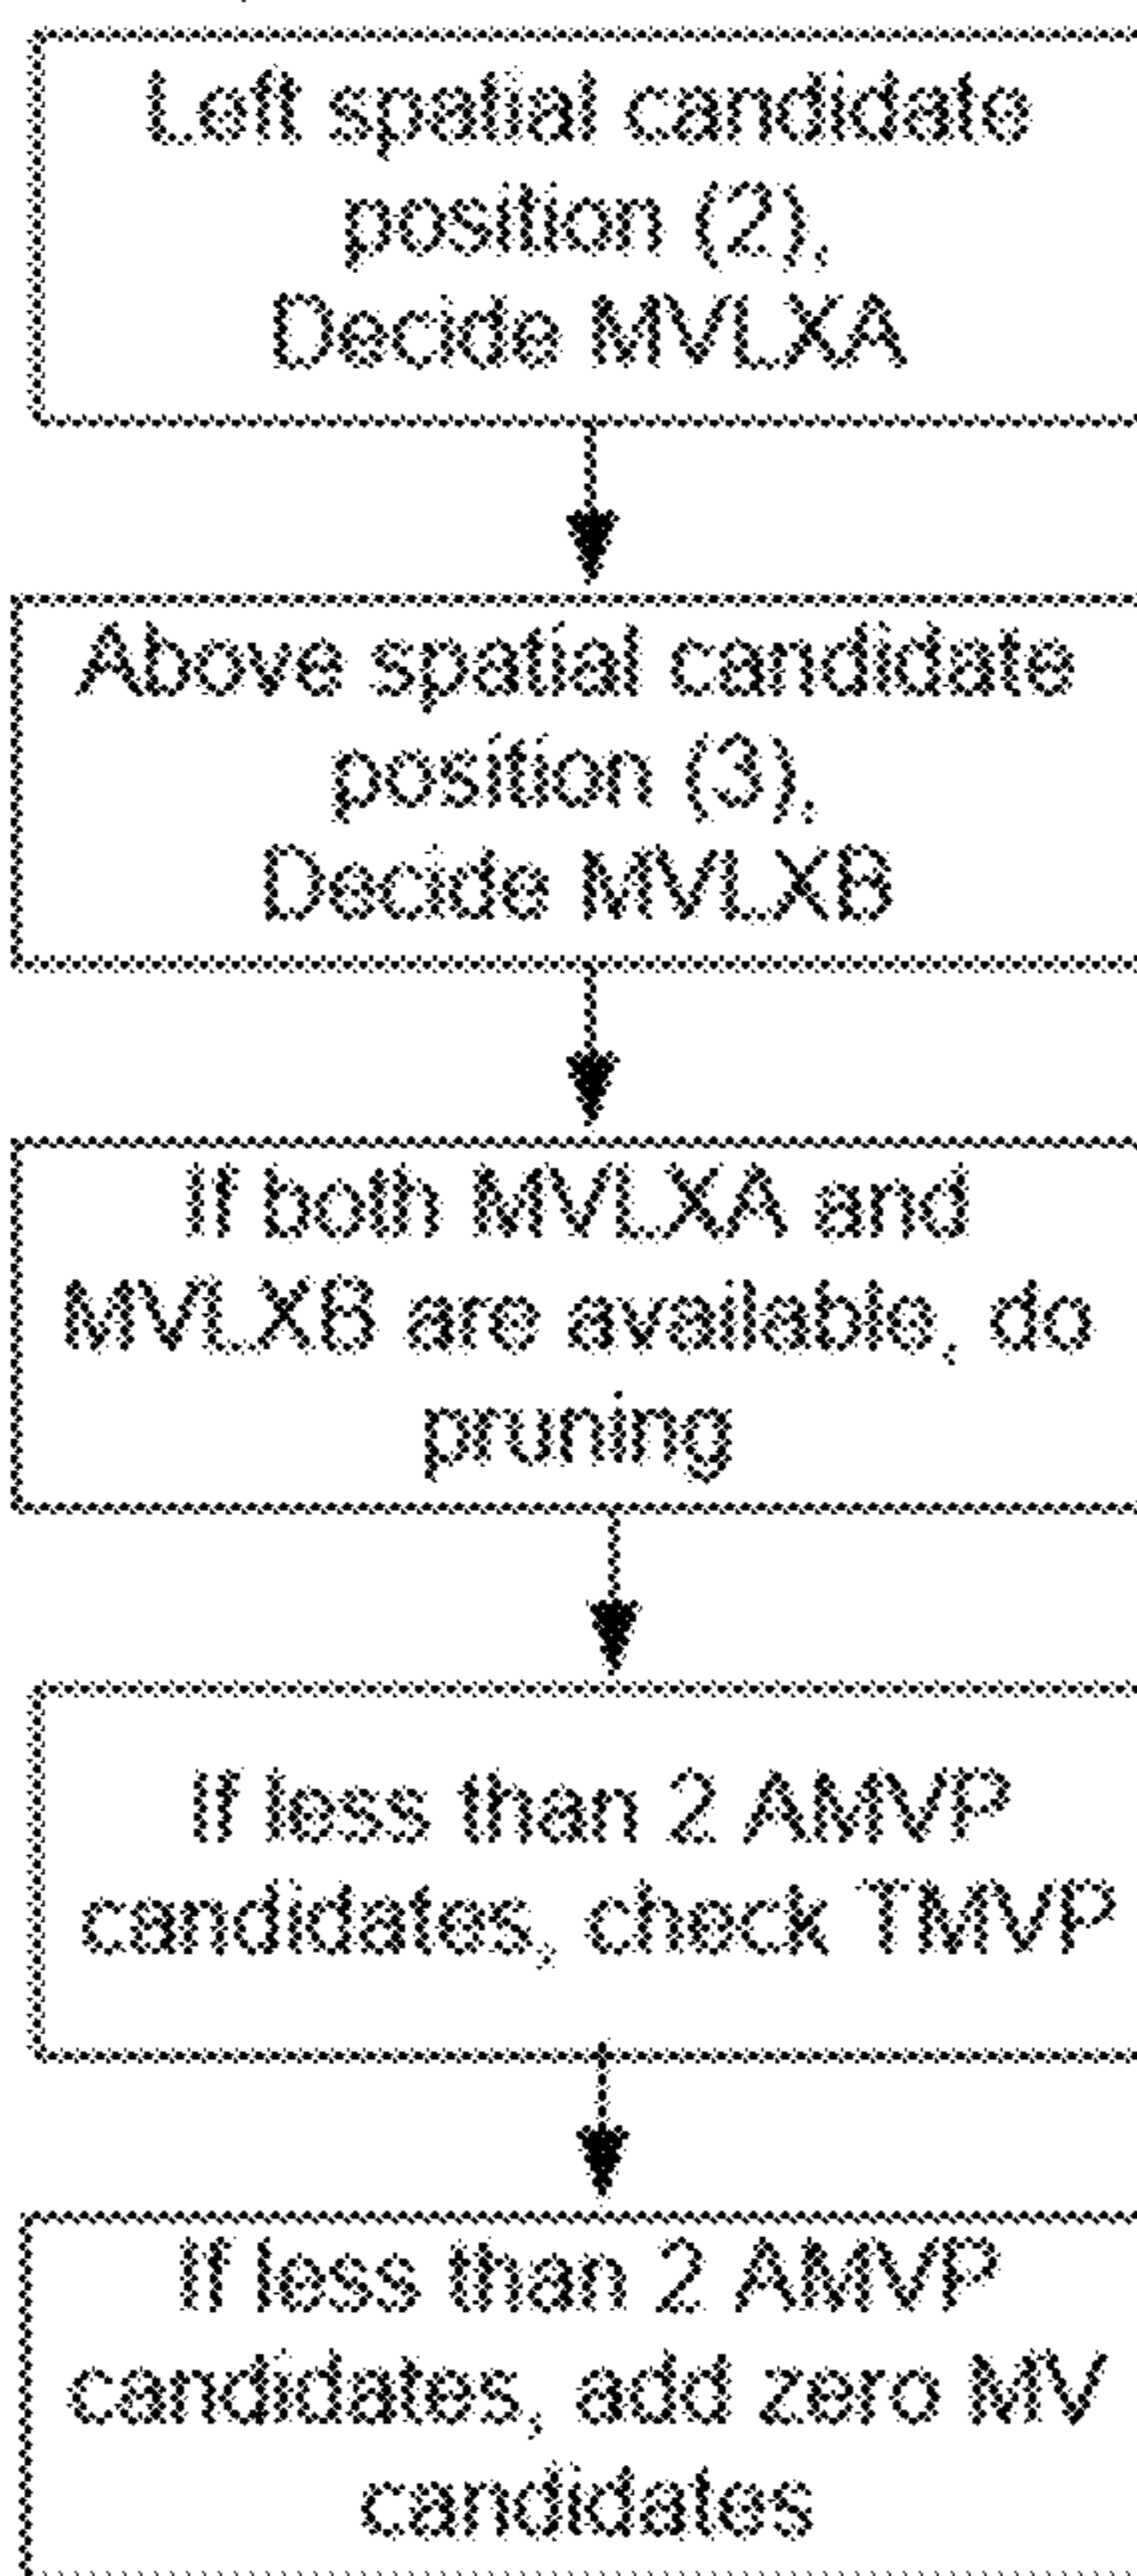 Left spatial candidate
position (2),
Decide MVLXA
Above spatial candidate
position (3),
Decide MVLXB
If both MVLXA and
MVLXB are available, do
pruning
If less than 2 AMVP
candidates, check TMVP
If less than 2 AMVP
candidates, add zero MV
candidates